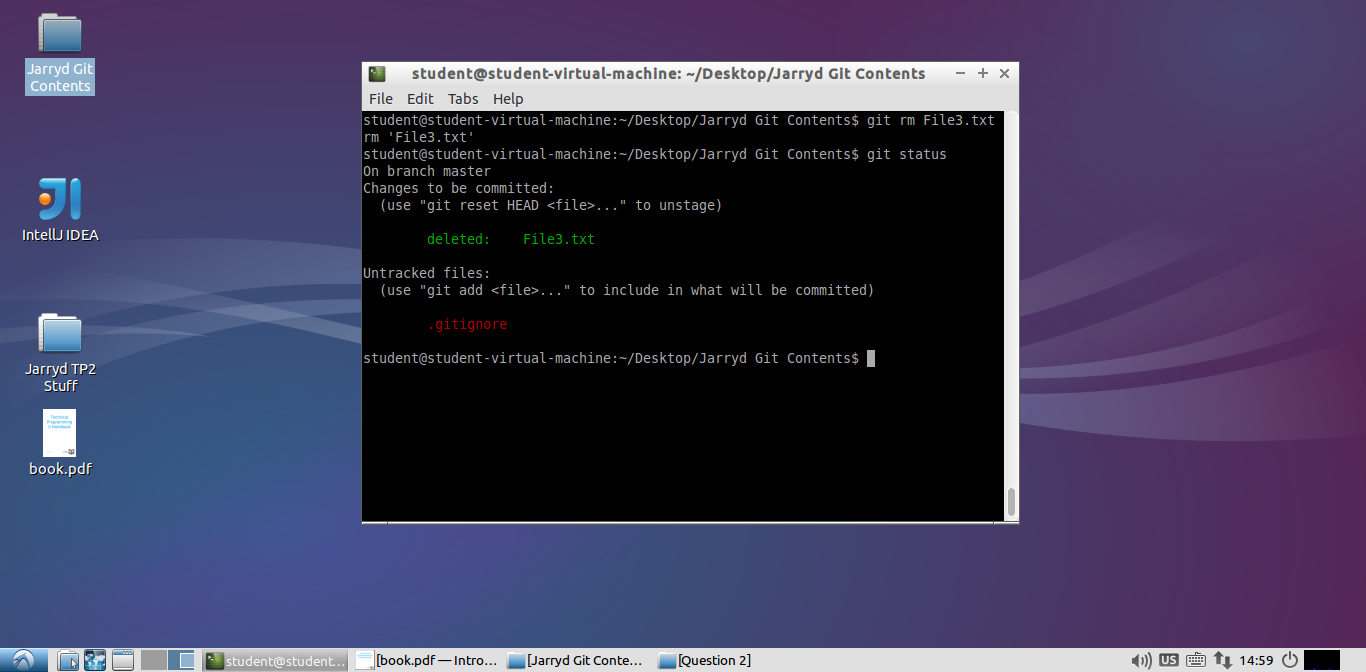 Jarryd Git
Contents
IntellJ IDEA
Jarryd TP2
Stuff
Technical
Programming
II Handbook
book.pdf
student@student-virtual-machine: ~/Desktop/Jarryd Git Contents
File Edit Tabs Help
student@student-virtual-machine:~/Desktop/Jarryd Git Contents$ git rm File3.txt
rm 'File3.txt'
student@student-virtual-machine:~/Desktop/Jarryd Git Contents$ git status
On branch master
Changes to be committed:
  (use "git reset HEAD <file>..." to unstage)
        deleted:    File3.txt
Untracked files:
  (use "git add <file>..." to include in what will be committed)
        .gitignore
student@student-virtual-machine:~/Desktop/Jarryd Git Contents$
student@student... [book.pdf — Intro... [Jarryd Git Conte... [Question 2] US 14:59